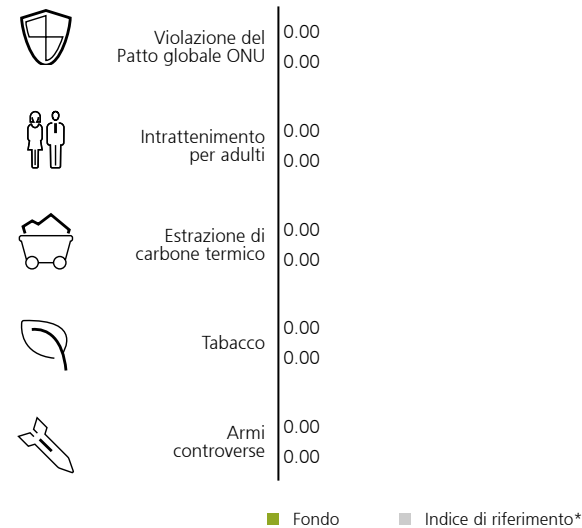 Violazione del
Patto globale ONU
0.00
0.00
Intrattenimento
per adulti
0.00
0.00
Estrazione di
carbone termico
0.00
0.00
Tabacco
0.00
0.00
Armi
controverse
0.00
0.00
Fondo
Indice di riferimento*